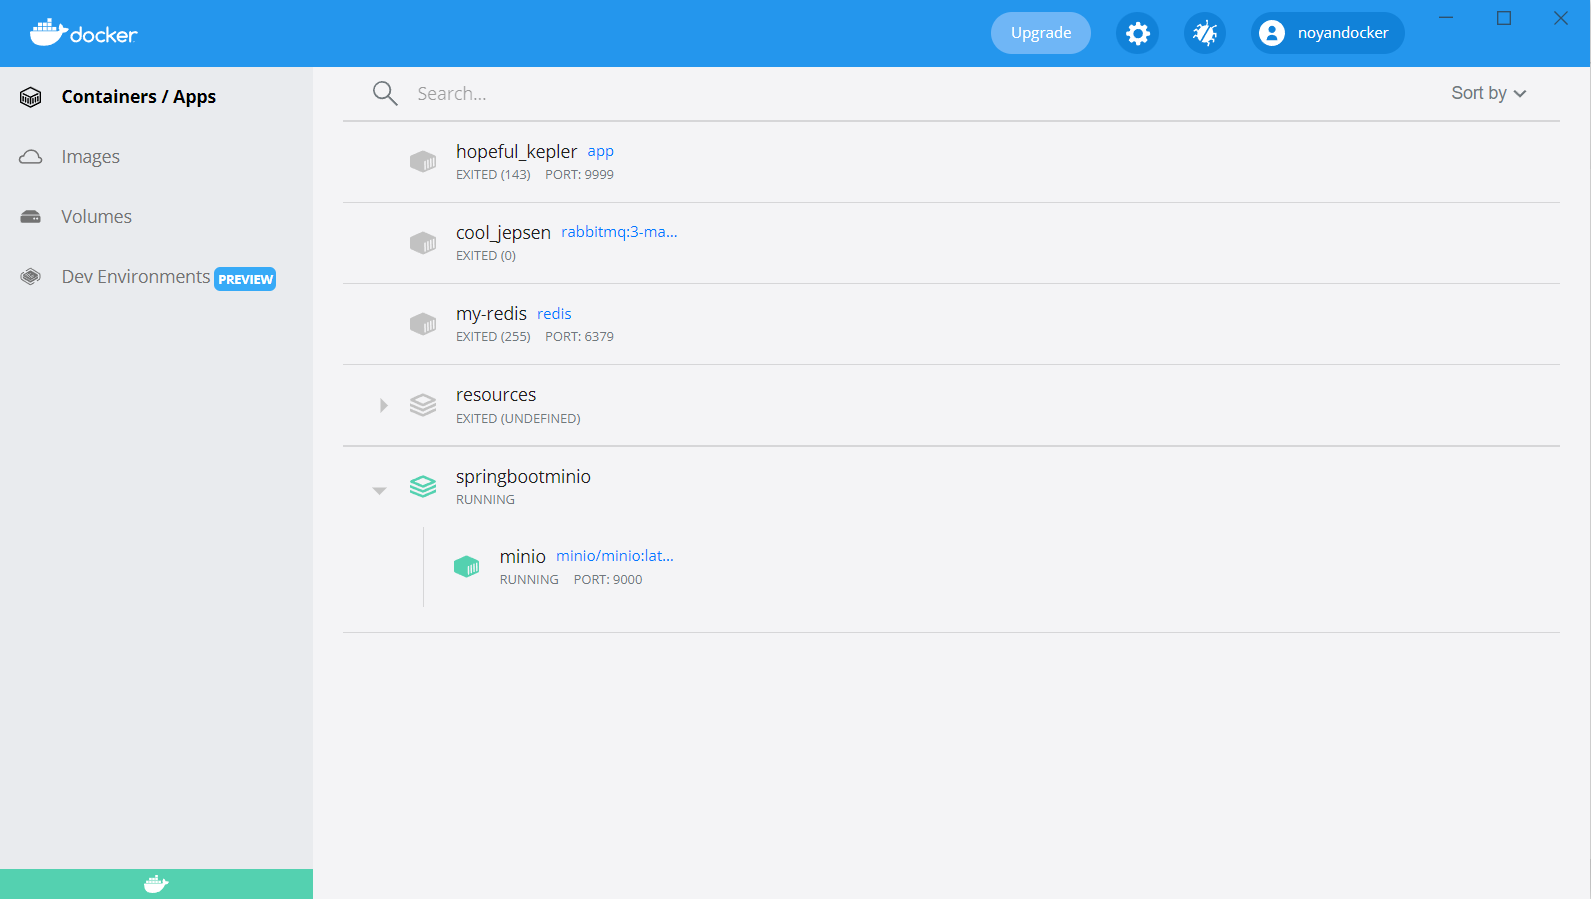 docker
Upgrade
noyandocker
Containers / Apps
Images
Volumes
Dev Environments PREVIEW
Search...
Sort by
hopeful_kepler app
EXITED (143) PORT: 9999
cool_jepsen rabbitmq:3-ma...
EXITED (0)
my-redis redis
EXITED (255) PORT: 6379
resources
EXITED (UNDEFINED)
springbootminio
RUNNING
minio minio/minio:lat...
RUNNING PORT: 9000